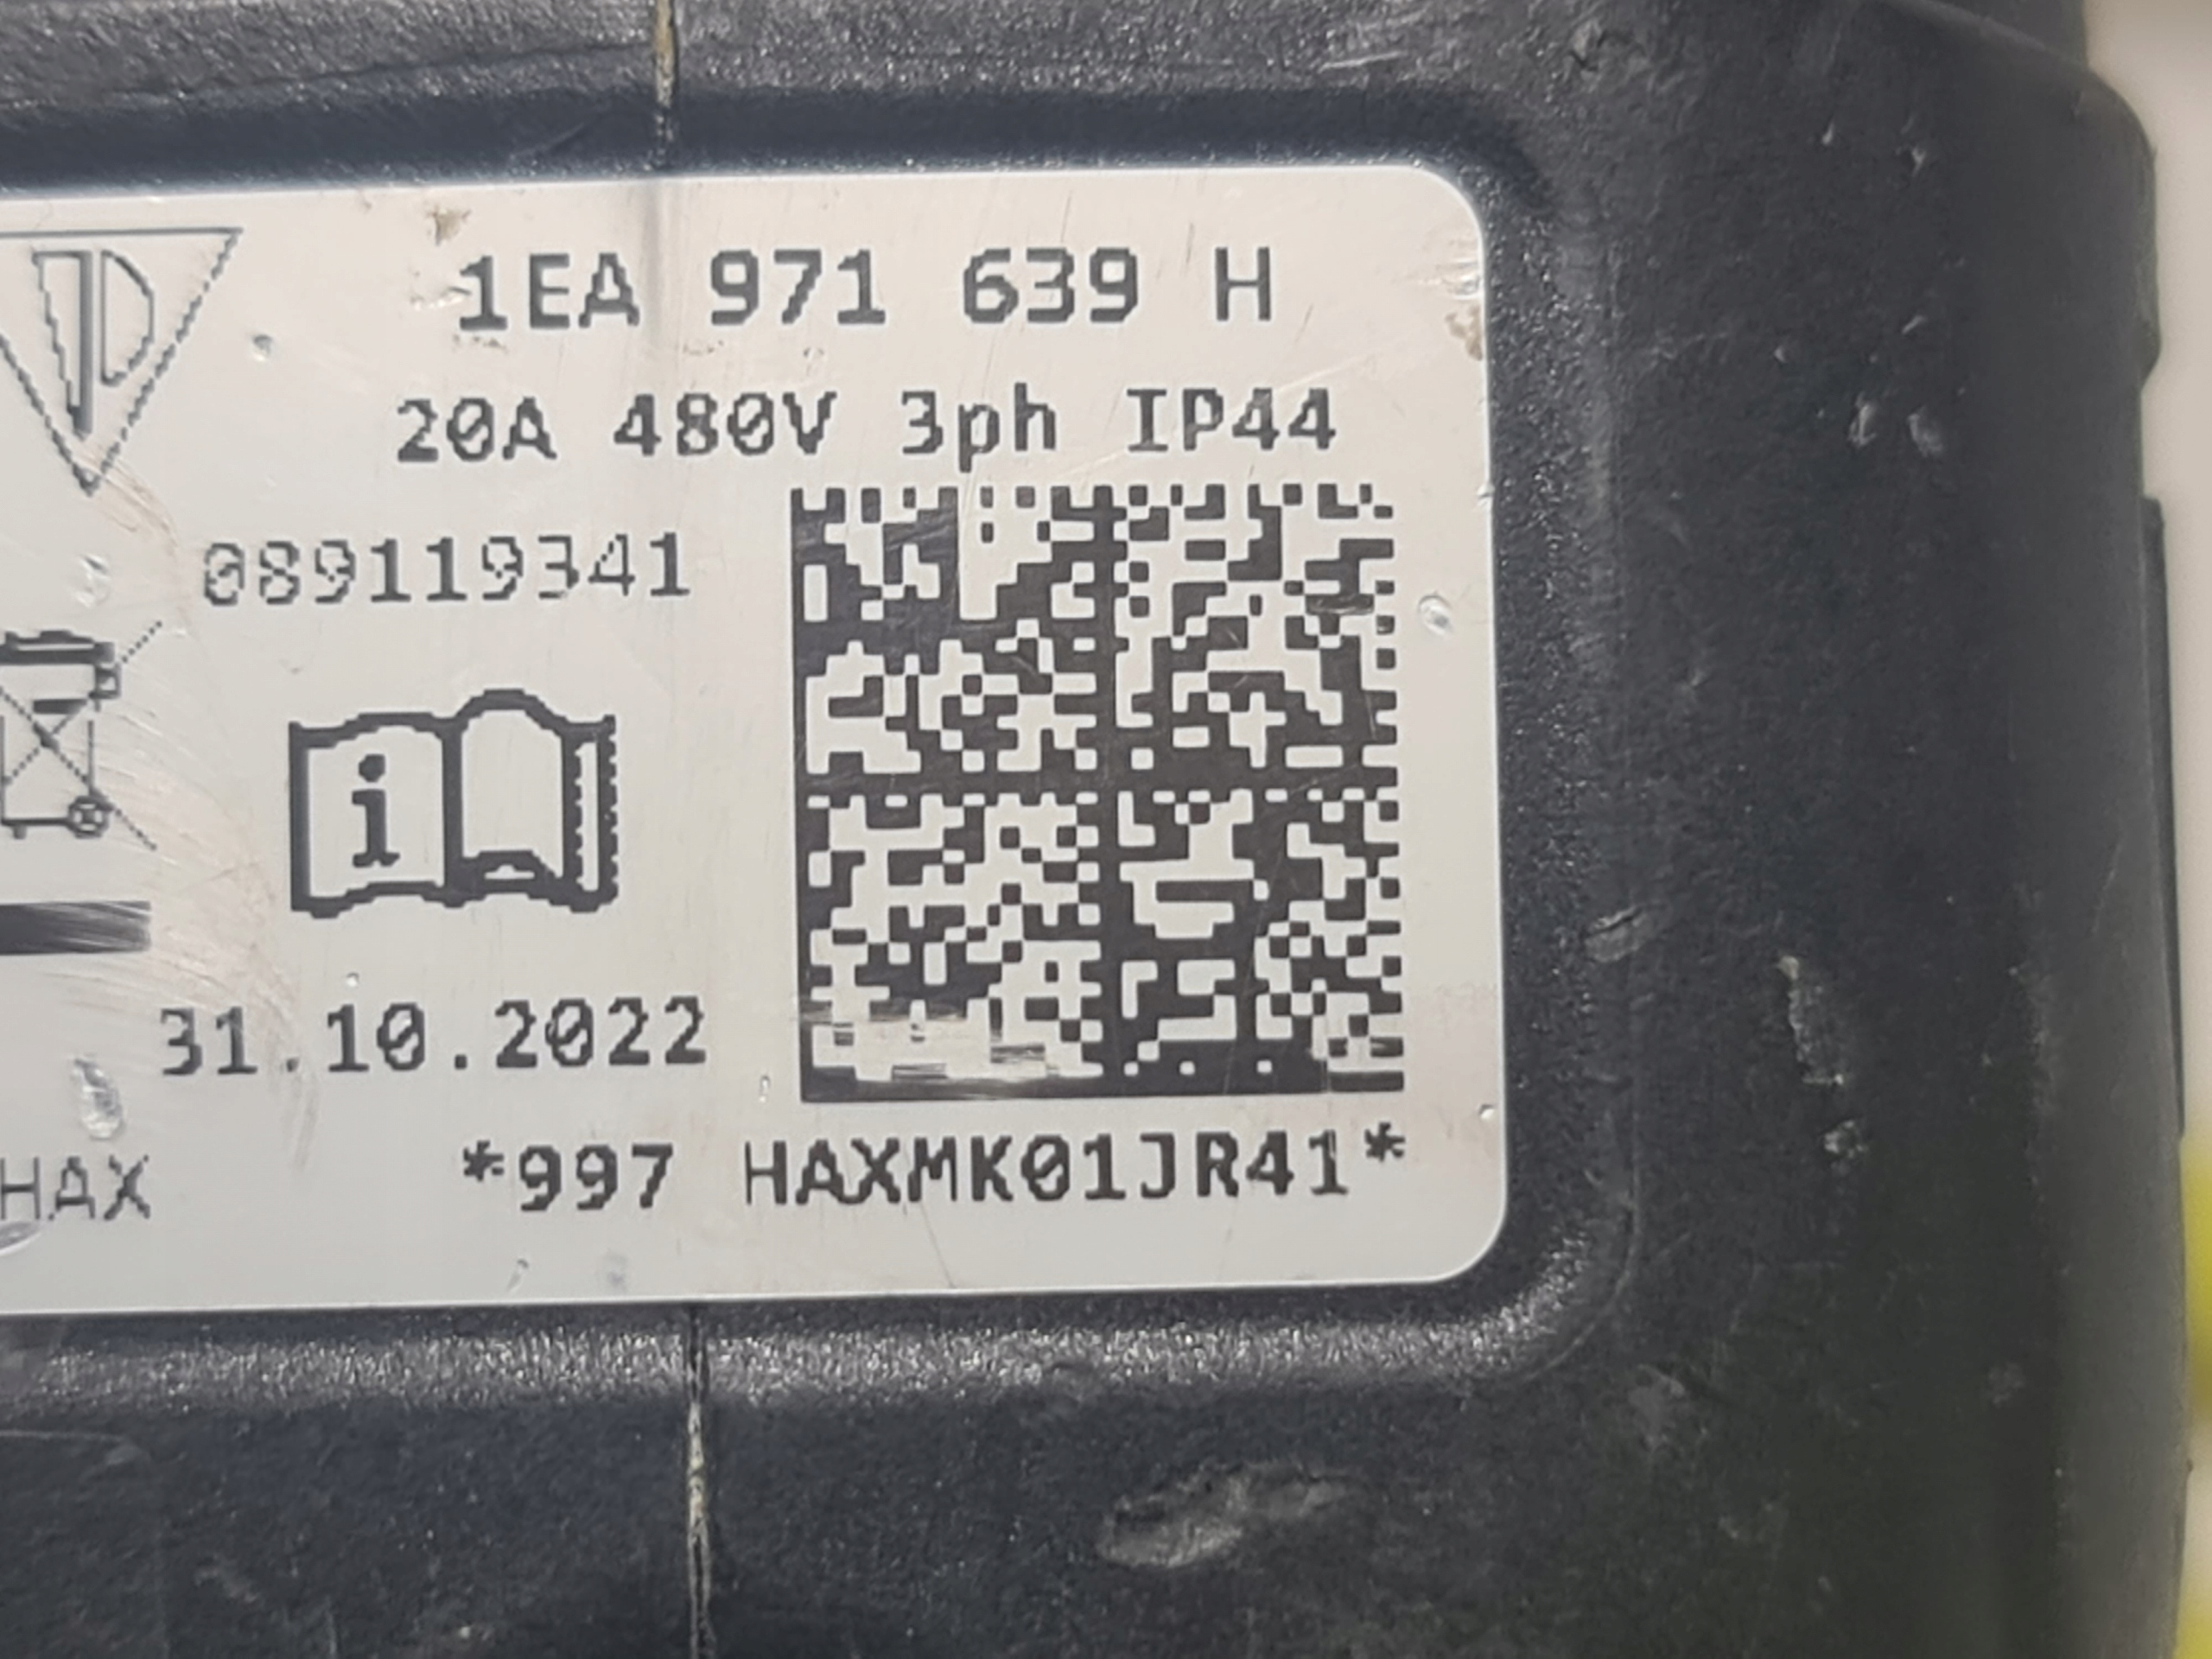 1EA 971 639 H
20A 480V 3ph IP44
089119341
31.10.2022
HAX *997 HAXMK01JR41*